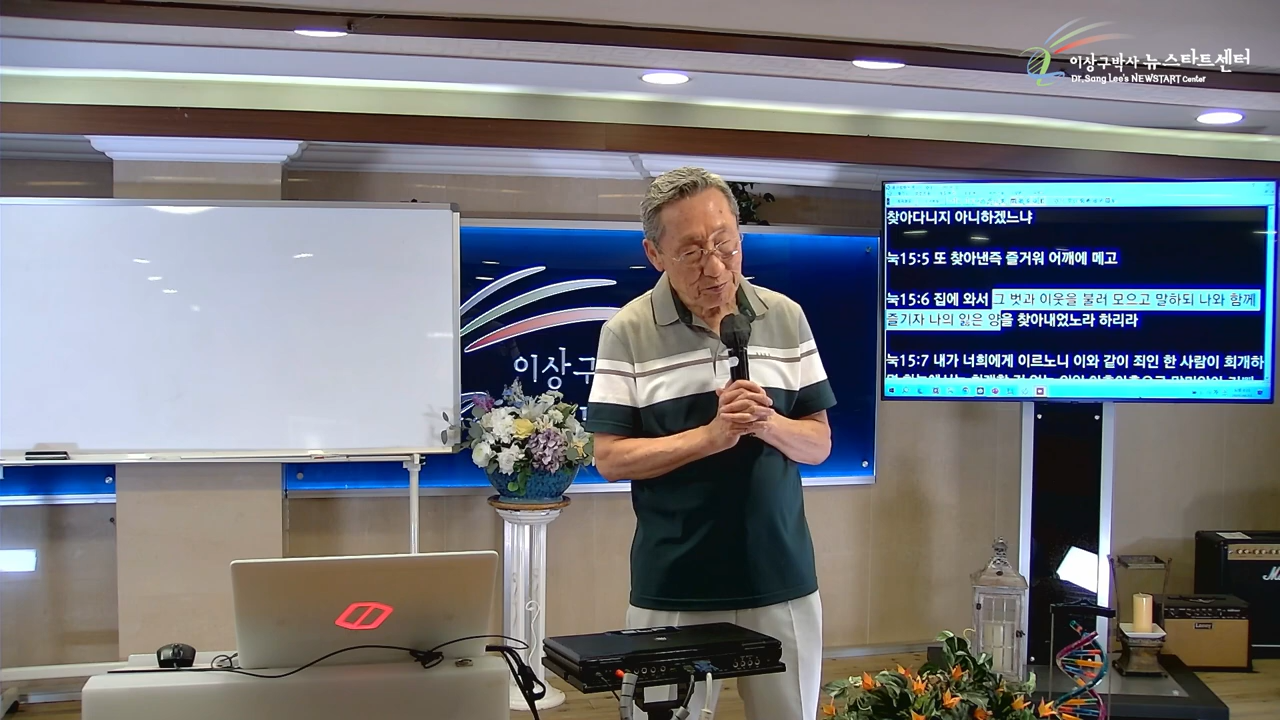 이상구박사 뉴스타트센터
Dr. Sang Lee's NEWSTART Center
찾아다니지 아니하겠느냐
눅15:5 또 찾아낸즉 즐거워 어깨에 메고
눅15:6 집에 와서 그 벗과 이웃을 불러 모으고 말하되 나와 함께
즐기자 나의 잃은 양을 찾아내었노라 하리라
눅15:7 내가 너희에게 이르노니 이와 같이 죄인 한 사람이 회개하
이상구
Laney